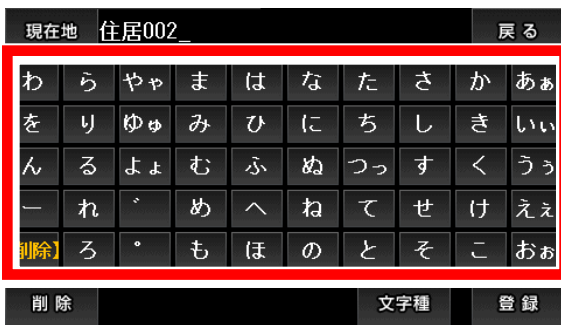 現在地 住居002_ 戻る
わ ら やゃ ま は な た さ か あぁ
を り ゆゅ み ひ に ち し き いぃ
ん る よょ む ふ ぬ つっ す く うぅ
ー れ ゛ め へ ね て せ け えぇ
削除】 ろ ゜ も ほ の と そ こ おぉ
削除 文字種 登録